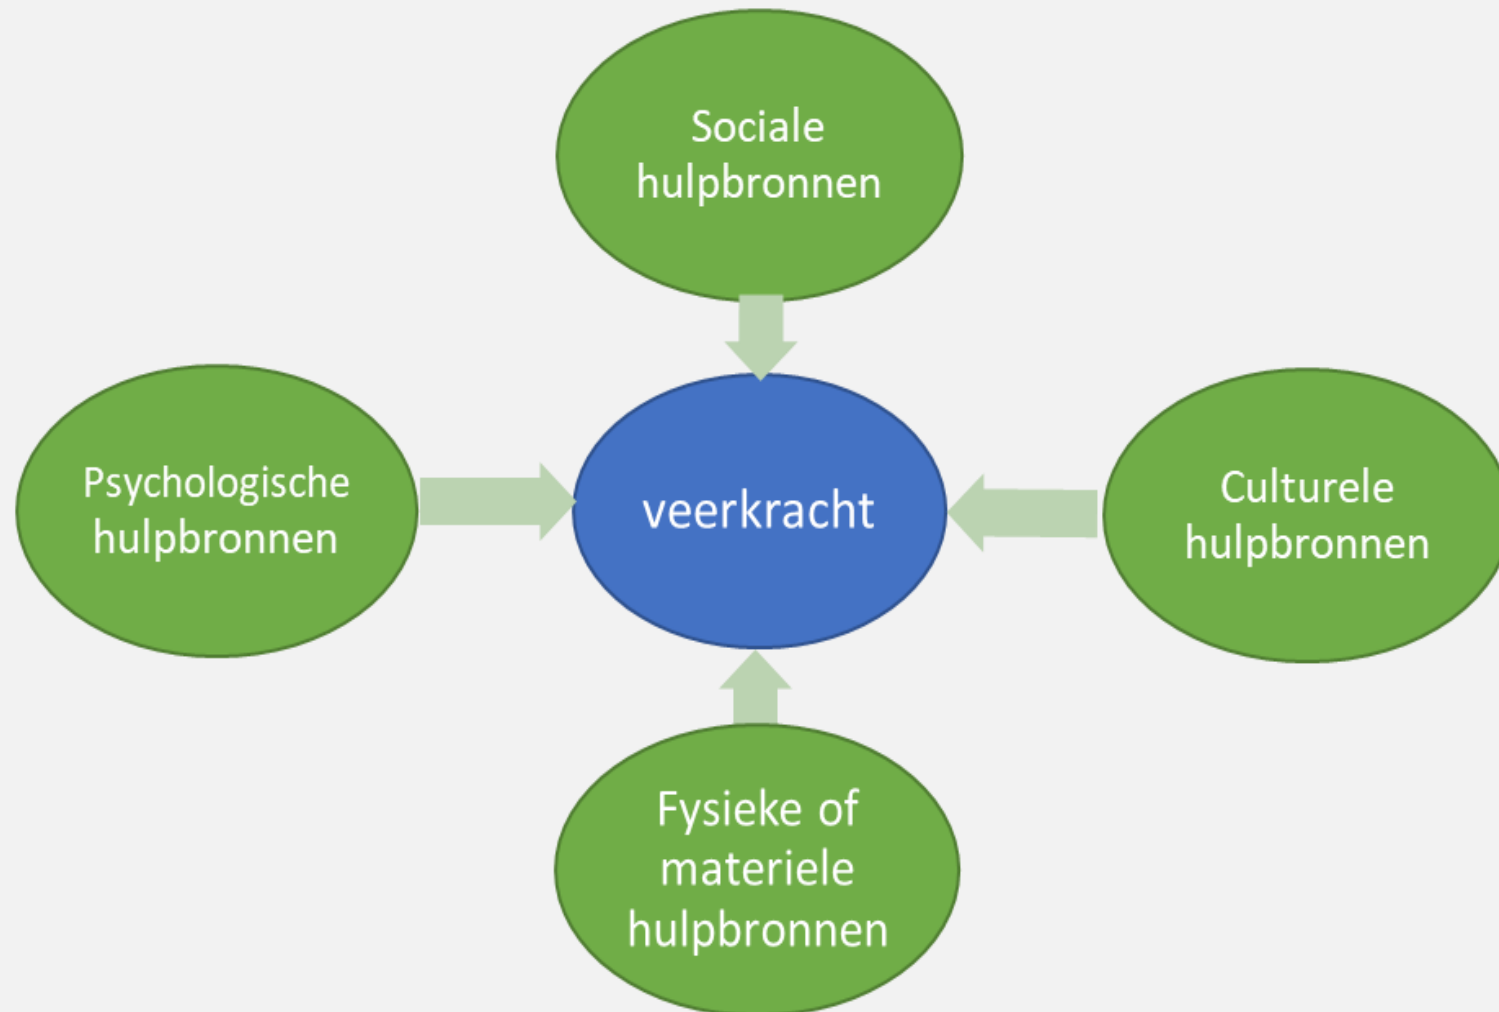 Sociale
hulpbronnen
Psychologische
hulpbronnen
veerkracht
Culturele
hulpbronnen
Fysieke of
materiele
hulpbronnen